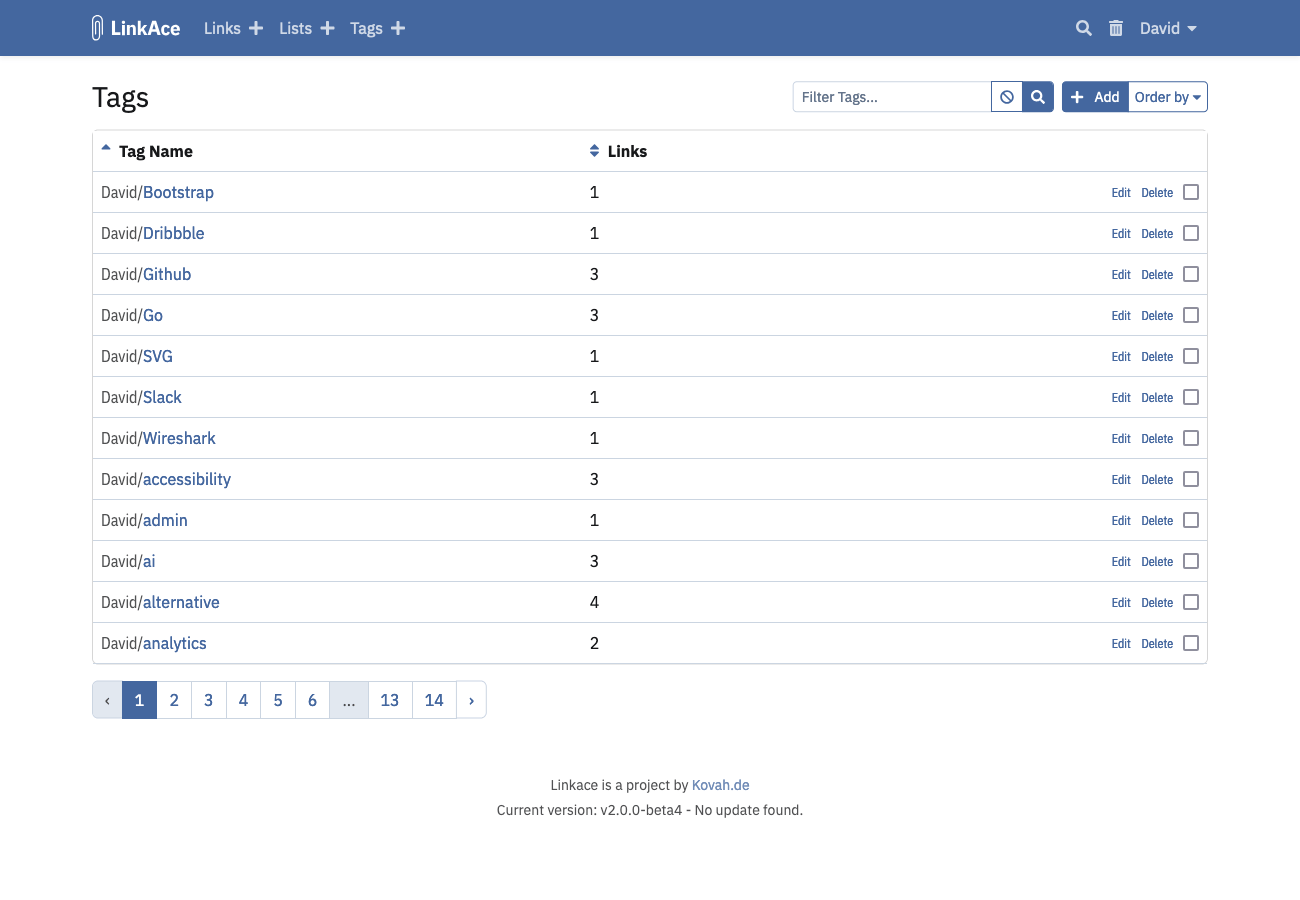 LinkAce Links Lists Tags David
Tags Filter Tags... Add Order by
Tag Name Links
David/Bootstrap 1 Edit Delete
David/Dribbble 1 Edit Delete
David/Github 3 Edit Delete
David/Go 3 Edit Delete
David/SVG 1 Edit Delete
David/Slack 1 Edit Delete
David/Wireshark 1 Edit Delete
David/accessibility 3 Edit Delete
David/admin 1 Edit Delete
David/ai 3 Edit Delete
David/alternative 4 Edit Delete
David/analytics 2 Edit Delete
‹ 1 2 3 4 5 6 ... 13 14 ›
Linkace is a project by Kovah.de
Current version: v2.0.0-beta4 - No update found.